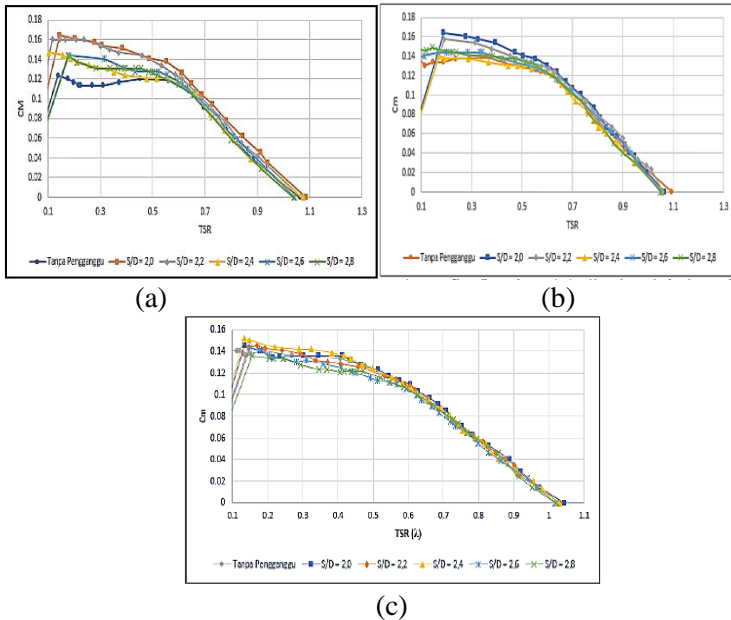 (a)
0.18
0.16
0.14
0.12
0.1
0.08
0.06
0.04
0.02
0
CM
0.1 0.3 0.5 0.7 0.9 1.1 1.3
TSR
Tanpa Pengganggu S/D = 2,0 S/D = 2,2 S/D = 2,4 S/D = 2,6 S/D = 2,8
(b)
0.18
0.16
0.14
0.12
0.1
0.08
0.06
0.04
0.02
0
Cm
0.1 0.3 0.5 0.7 0.9 1.1 1.3
TSR
Tanpa Pengganggu S/D = 2,0 S/D = 2,2 S/D = 2,4 S/D = 2,6 S/D = 2,8
(a) (b)
0.16
0.14
0.12
0.1
0.08
0.06
0.04
0.02
0
Cm
0.1 0.2 0.3 0.4 0.5 0.6 0.7 0.8 0.9 1 1.1
TSR (λ)
Tanpa Pengganggu S/D = 2,0 S/D = 2,2 S/D = 2,4 S/D = 2,6 S/D = 2,8
(c)